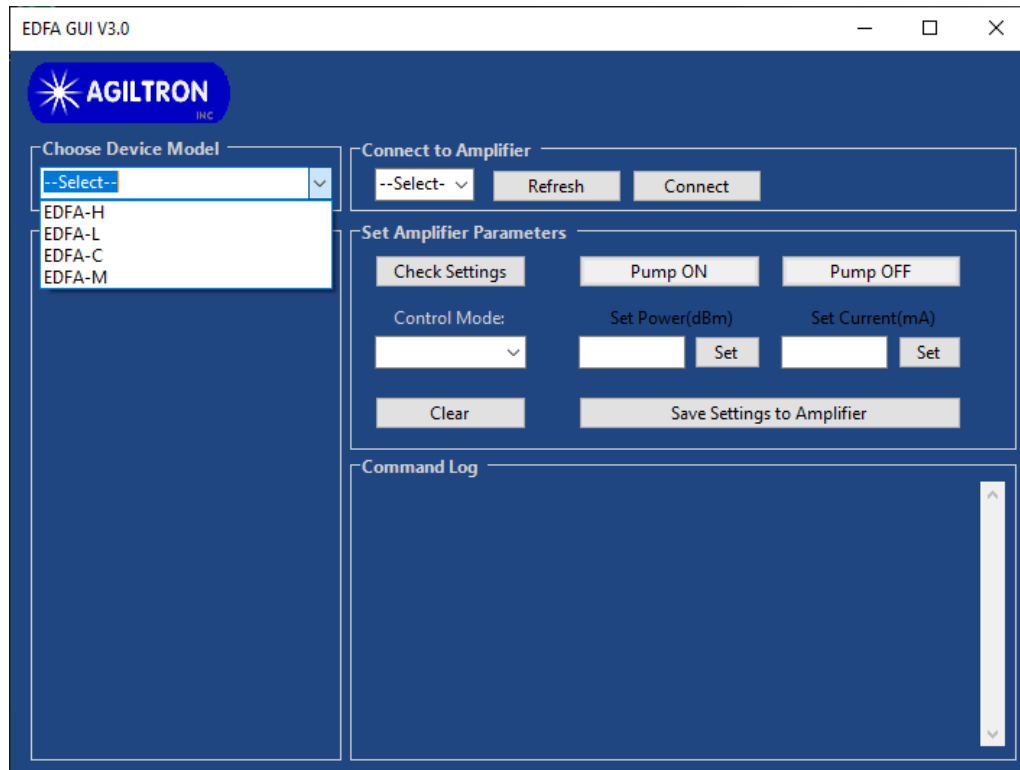 EDFA GUI V3.0
AGILTRON
INC
Choose Device Model
--Select--
EDFA-H
EDFA-L
EDFA-C
EDFA-M
Connect to Amplifier
--Select-
Refresh
Connect
Set Amplifier Parameters
Check Settings
Pump ON
Pump OFF
Control Mode:
Set Power(dBm)
Set Current(mA)
Set
Set
Clear
Save Settings to Amplifier
Command Log